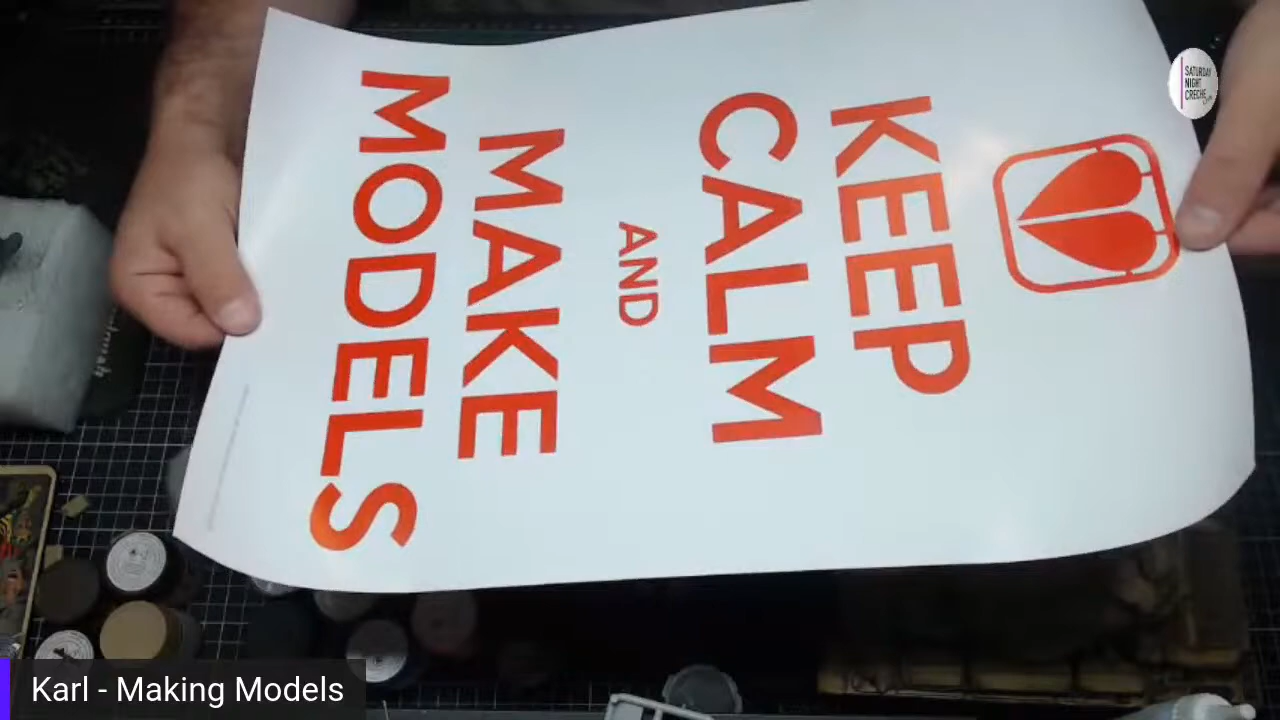 KEEP
CALM
AND
MAKE
MODELS
SATURDAY
NIGHT
CRECHE
Karl - Making Models